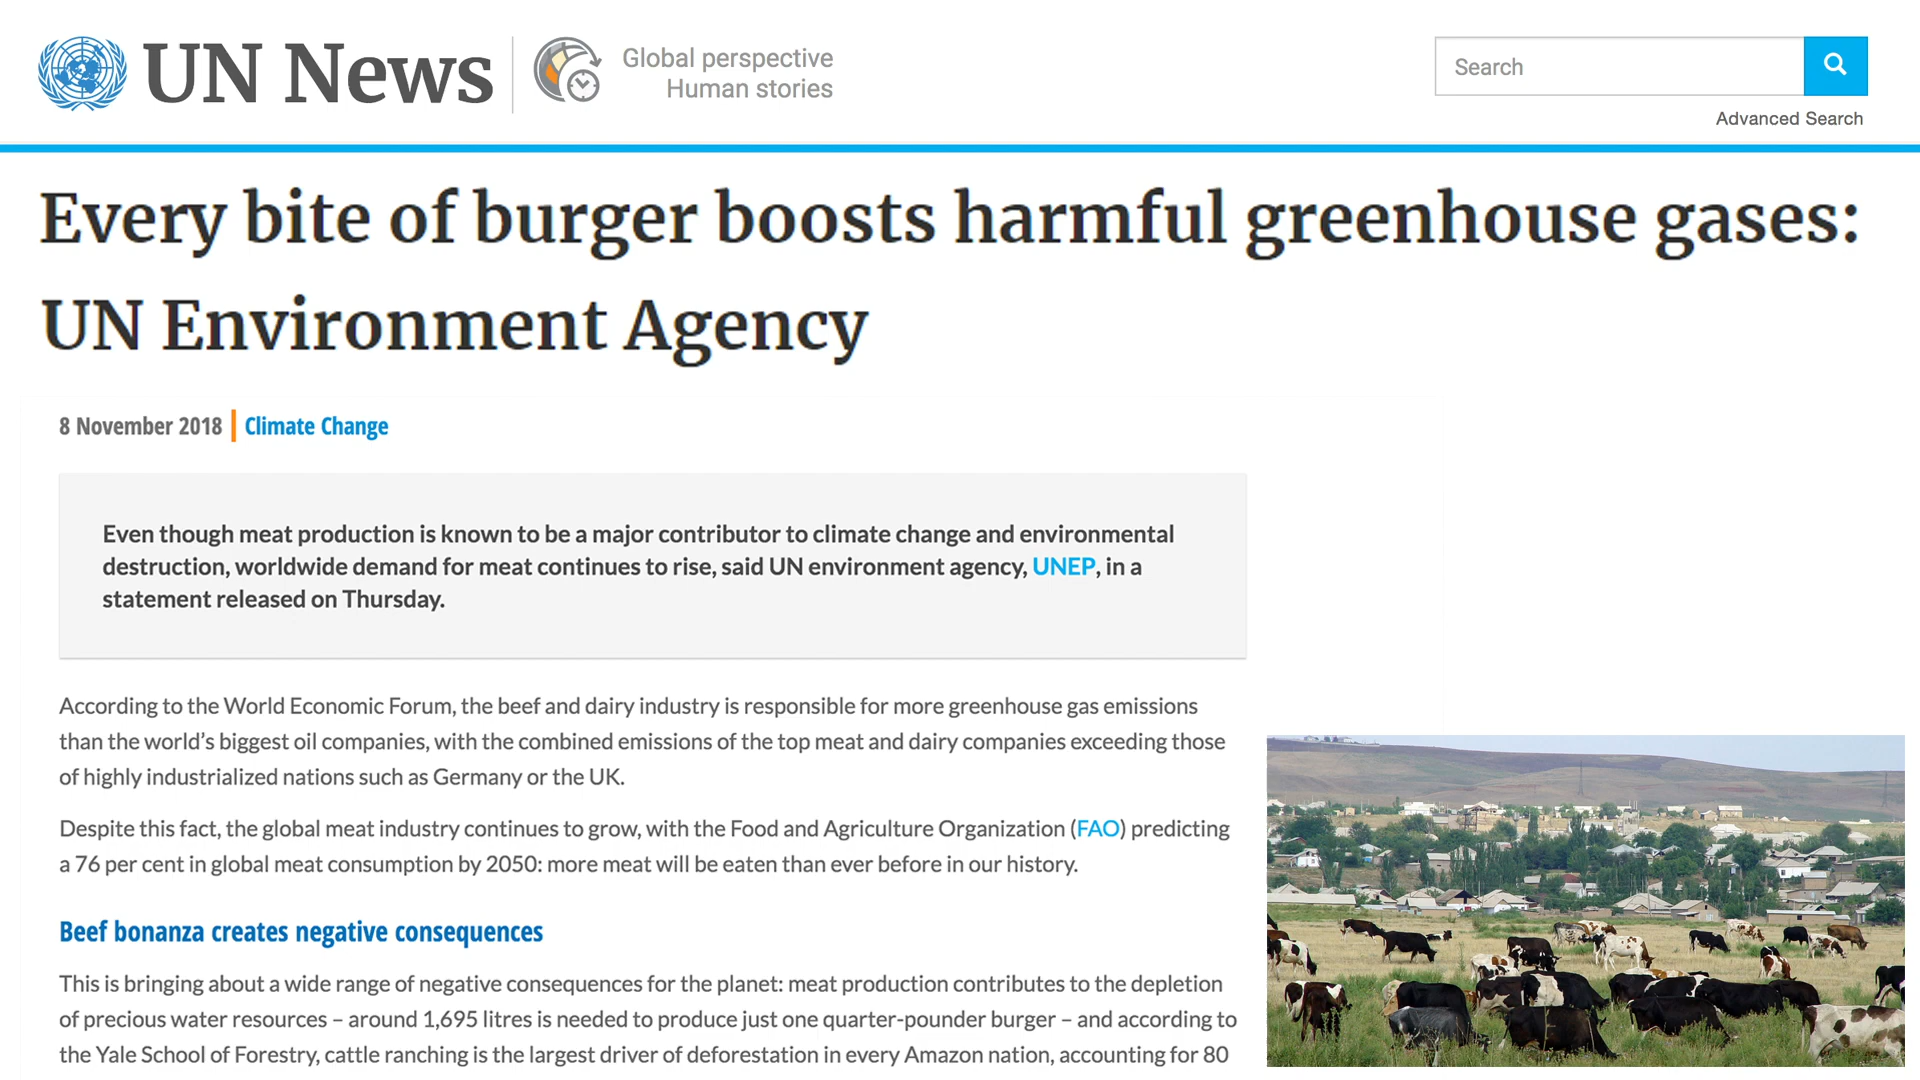 UN News
Global perspective
Human stories
Search
Advanced Search
Every bite of burger boosts harmful greenhouse gases:
UN Environment Agency
8 November 2018 | Climate Change
Even though meat production is known to be a major contributor to climate change and environmental
destruction, worldwide demand for meat continues to rise, said UN environment agency, UNEP, in a
statement released on Thursday.
According to the World Economic Forum, the beef and dairy industry is responsible for more greenhouse gas emissions
than the world’s biggest oil companies, with the combined emissions of the top meat and dairy companies exceeding those
of highly industrialized nations such as Germany or the UK.
Despite this fact, the global meat industry continues to grow, with the Food and Agriculture Organization (FAO) predicting
a 76 per cent in global meat consumption by 2050: more meat will be eaten than ever before in our history.
Beef bonanza creates negative consequences
This is bringing about a wide range of negative consequences for the planet: meat production contributes to the depletion
of precious water resources – around 1,695 litres is needed to produce just one quarter-pounder burger – and according to
the Yale School of Forestry, cattle ranching is the largest driver of deforestation in every Amazon nation, accounting for 80